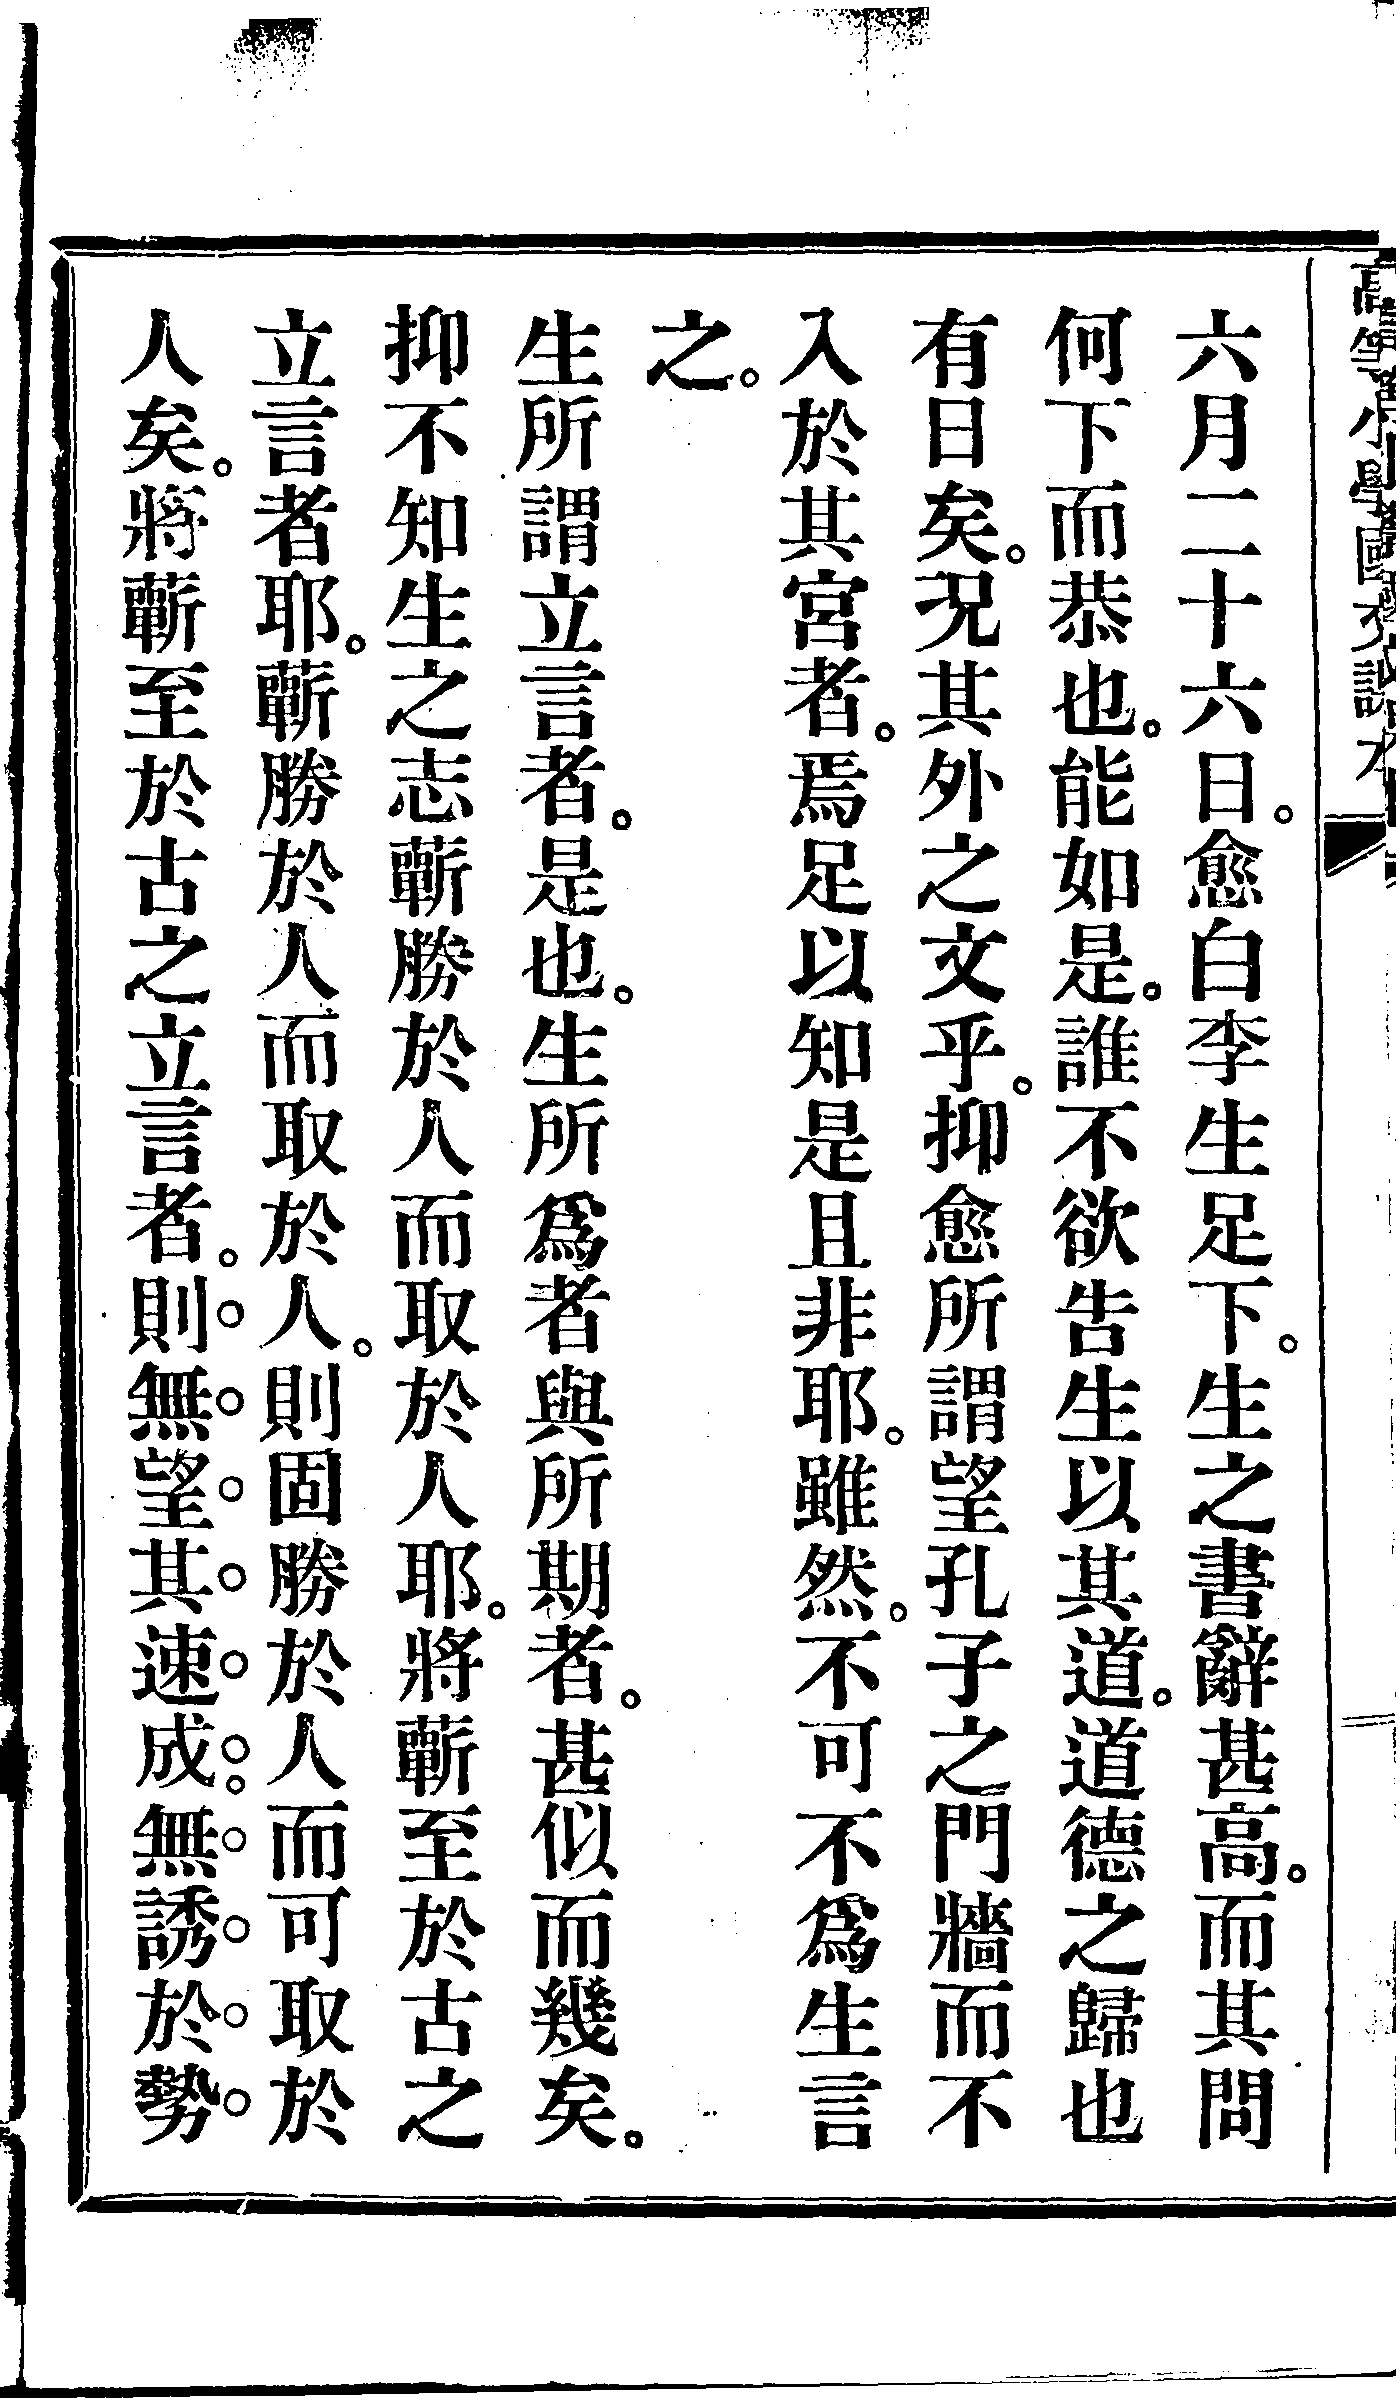 高等小學國文讀本
六月二十六日。愈白李生足下。生之書辭甚高。而其問
何下而恭也。能如是。誰不欲告生以其道。道德之歸也
有日矣。況其外之文乎。抑愈所謂望孔子之門牆而不
入於其宮者。焉足以知是且非耶。雖然。不可不爲生言
之。
生所謂立言者。是也。生所爲者與所期者。甚似而幾矣。
抑不知生之志蘄勝於人而取於人耶。將蘄至於古之
立言者耶。蘄勝於人而取於人。則固勝於人而可取於
人矣。將蘄至於古之立言者。則無望其速成。無誘於勢